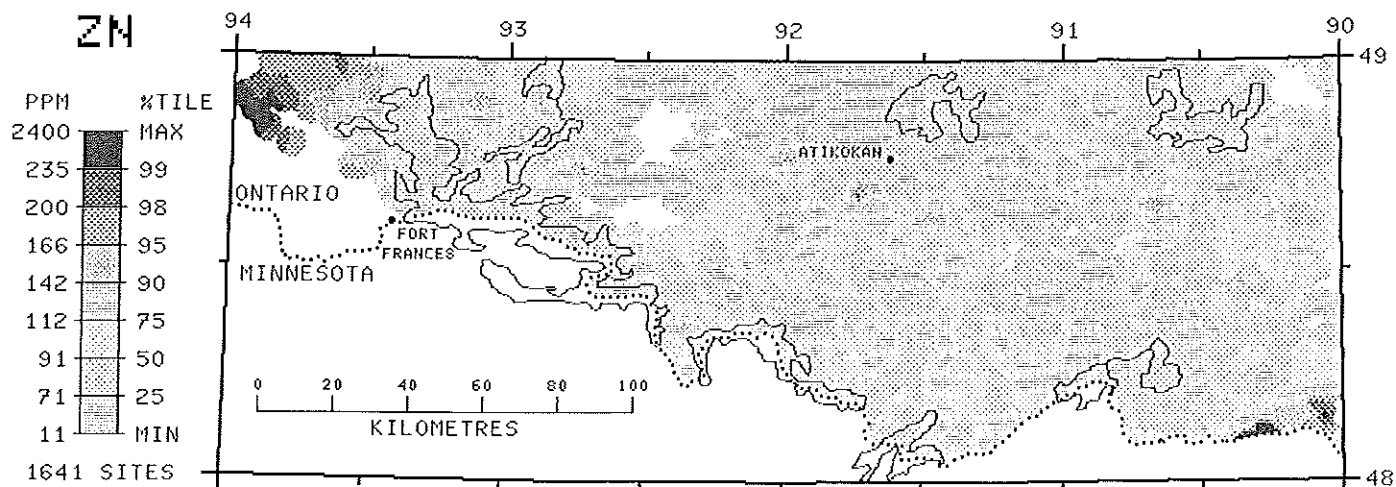 ZN
94 93 92 91 90
49
PPM %TILE
2400 MAX
235 99
200 98
166 95
142 90
112 75
91 50
71 25
11 MIN
1641 SITES
ATIKOKAN
ONTARIO
FORT
FRANCES
MINNESOTA
0 20 40 60 80 100
KILOMETRES
48